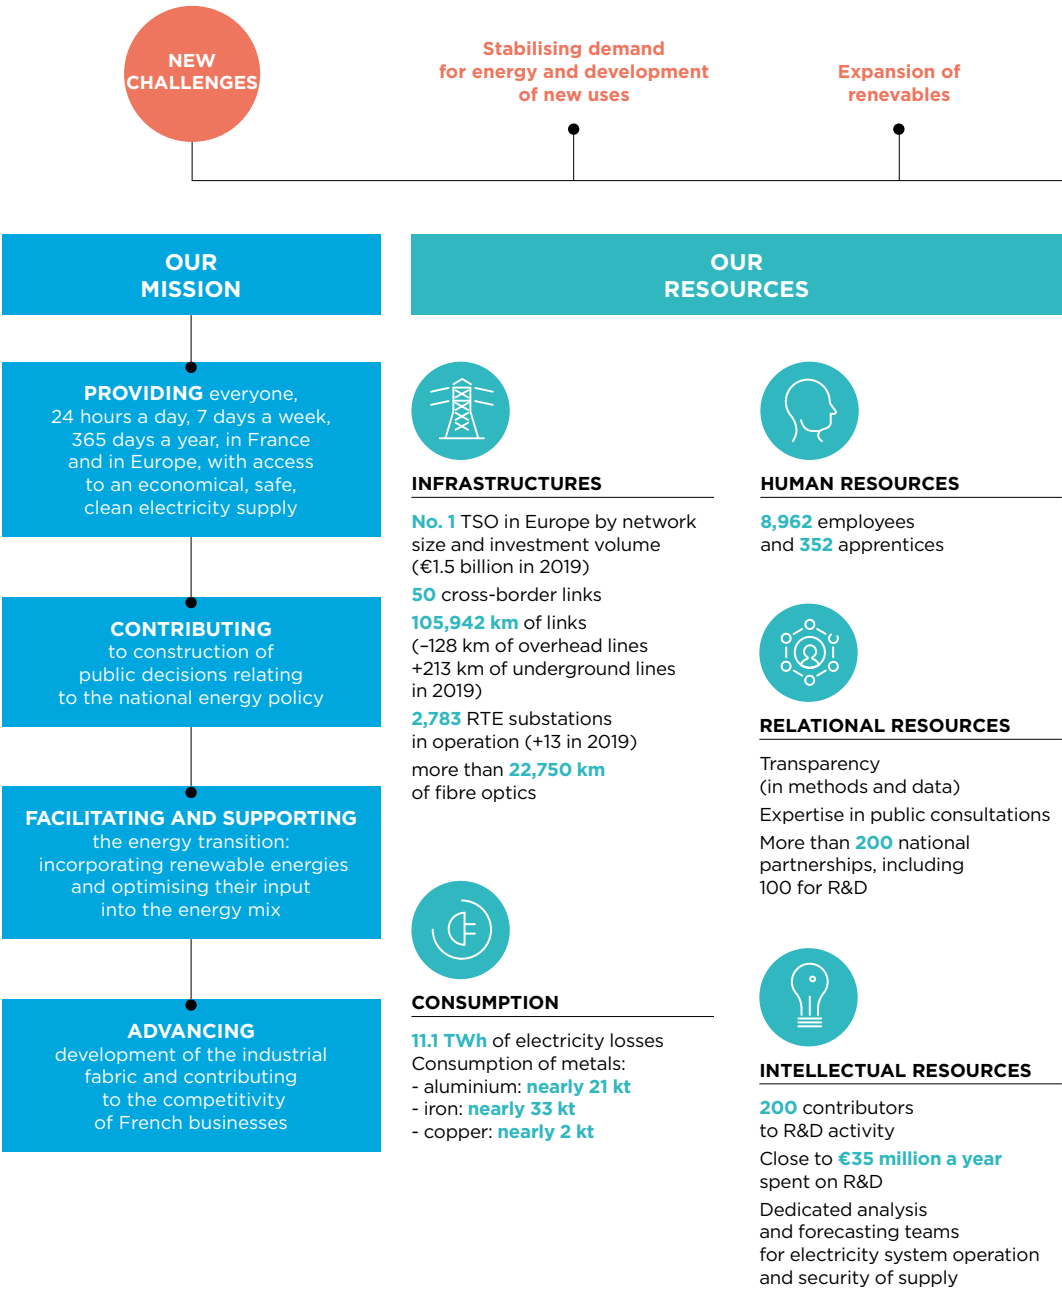 NEW
CHALLENGES
Stabilising demand
for energy and development
of new uses
Expansion of
renevables
OUR
MISSION
PROVIDING everyone,
24 hours a day, 7 days a week,
365 days a year, in France
and in Europe, with access
to an economical, safe,
clean electricity supply
CONTRIBUTING
to construction of
public decisions relating
to the national energy policy
FACILITATING AND SUPPORTING
the energy transition:
incorporating renewable energies
and optimising their input
into the energy mix
ADVANCING
development of the industrial
fabric and contributing
to the competitivity
of French businesses
OUR
RESOURCES
INFRASTRUCTURES
No. 1 TSO in Europe by network
size and investment volume
(€1.5 billion in 2019)
50 cross-border links
105,942 km of links
(–128 km of overhead lines
+213 km of underground lines
in 2019)
2,783 RTE substations
in operation (+13 in 2019)
more than 22,750 km
of fibre optics
CONSUMPTION
11.1 TWh of electricity losses
Consumption of metals:
- aluminium: nearly 21 kt
- iron: nearly 33 kt
- copper: nearly 2 kt
HUMAN RESOURCES
8,962 employees
and 352 apprentices
RELATIONAL RESOURCES
Transparency
(in methods and data)
Expertise in public consultations
More than 200 national
partnerships, including
100 for R&D
INTELLECTUAL RESOURCES
200 contributors
to R&D activity
Close to €35 million a year
spent on R&D
Dedicated analysis
and forecasting teams
for electricity system operation
and security of supply